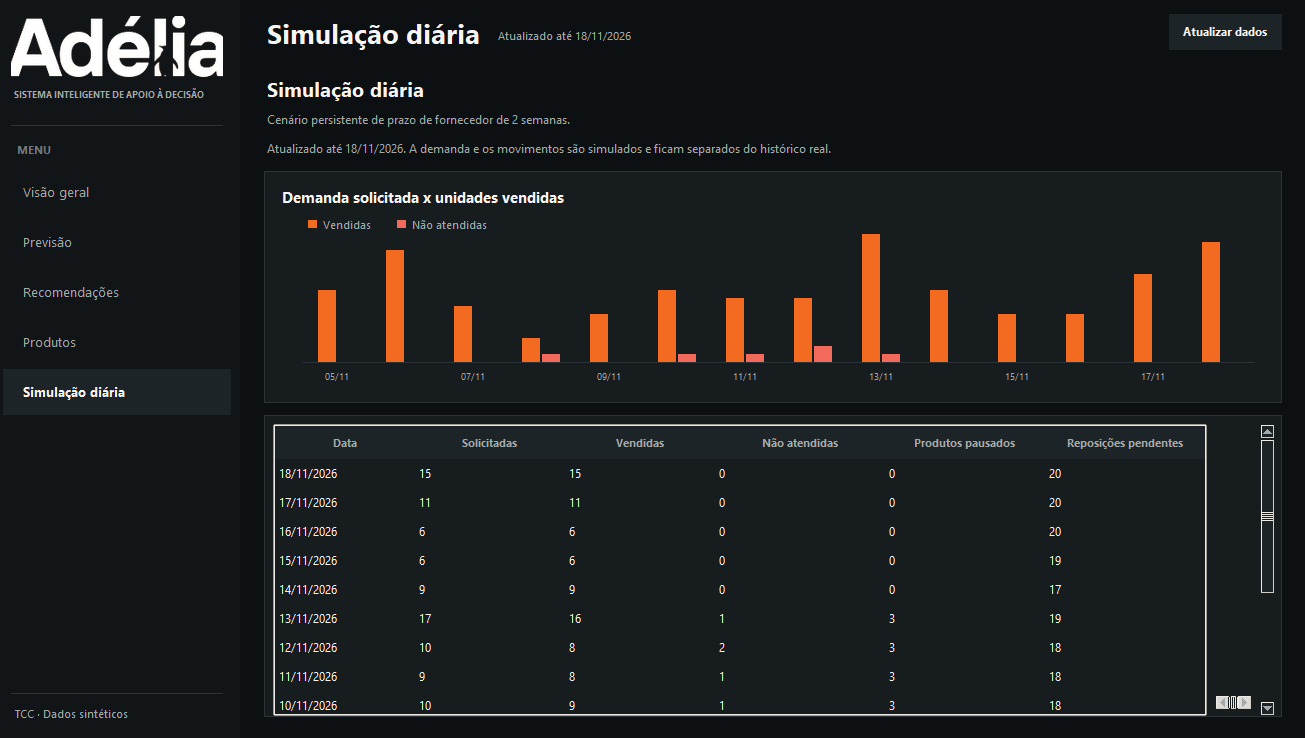 Adélia
SISTEMA INTELIGENTE DE APOIO À DECISÃO
MENU
Visão geral
Previsão
Recomendações
Produtos
Simulação diária
TCC · Dados sintéticos
Simulação diária Atualizado até 18/11/2026
Atualizar dados
Simulação diária
Cenário persistente de prazo de fornecedor de 2 semanas.
Atualizado até 18/11/2026. A demanda e os movimentos são simulados e ficam separados do histórico real.
Demanda solicitada x unidades vendidas
Vendidas Não atendidas
05/11 07/11 09/11 11/11 13/11 15/11 17/11
Data Solicitadas Vendidas Não atendidas Produtos pausados Reposições pendentes
18/11/2026 15 15 0 0 20
17/11/2026 11 11 0 0 20
16/11/2026 6 6 0 0 20
15/11/2026 6 6 0 0 19
14/11/2026 9 9 0 0 17
13/11/2026 17 16 1 3 19
12/11/2026 10 8 2 3 18
11/11/2026 9 8 1 3 18
10/11/2026 10 9 1 3 18